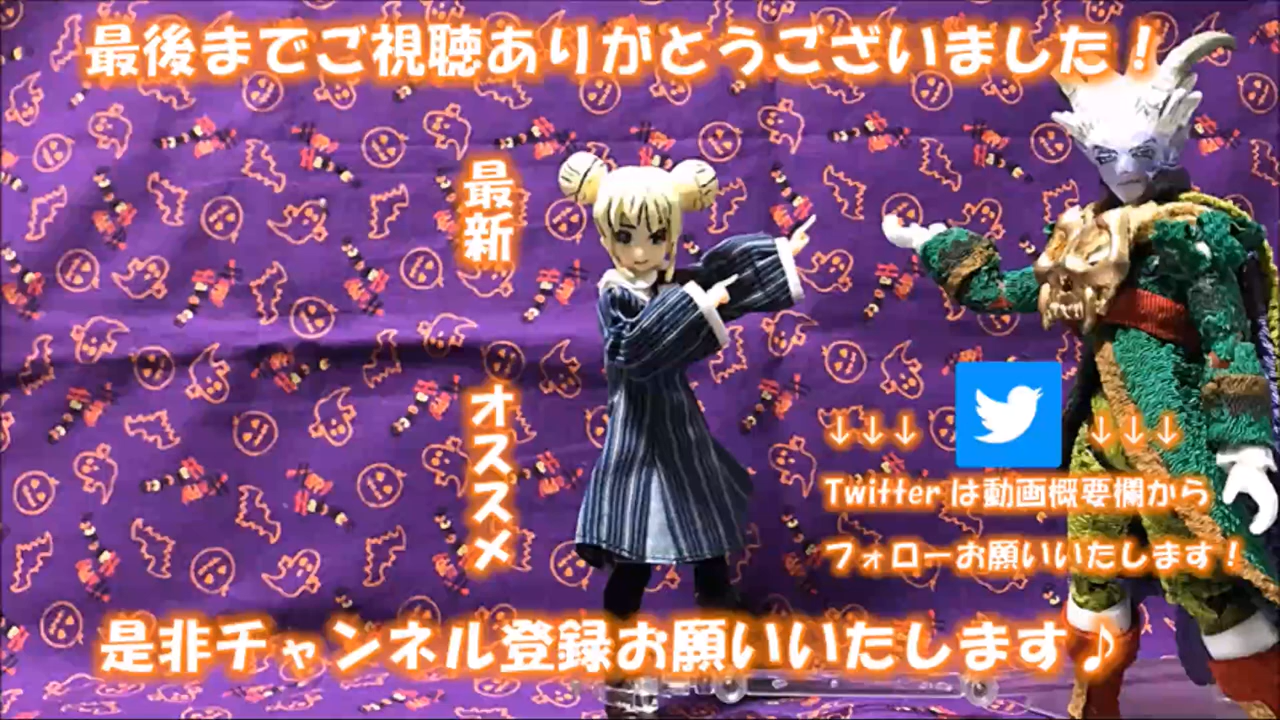 最後までご視聴ありがとうございました！
最新
オススメ
↓↓↓ ↓↓↓
Twitterは動画概要欄から
フォローお願いいたします！
是非チャンネル登録お願いいたします♪